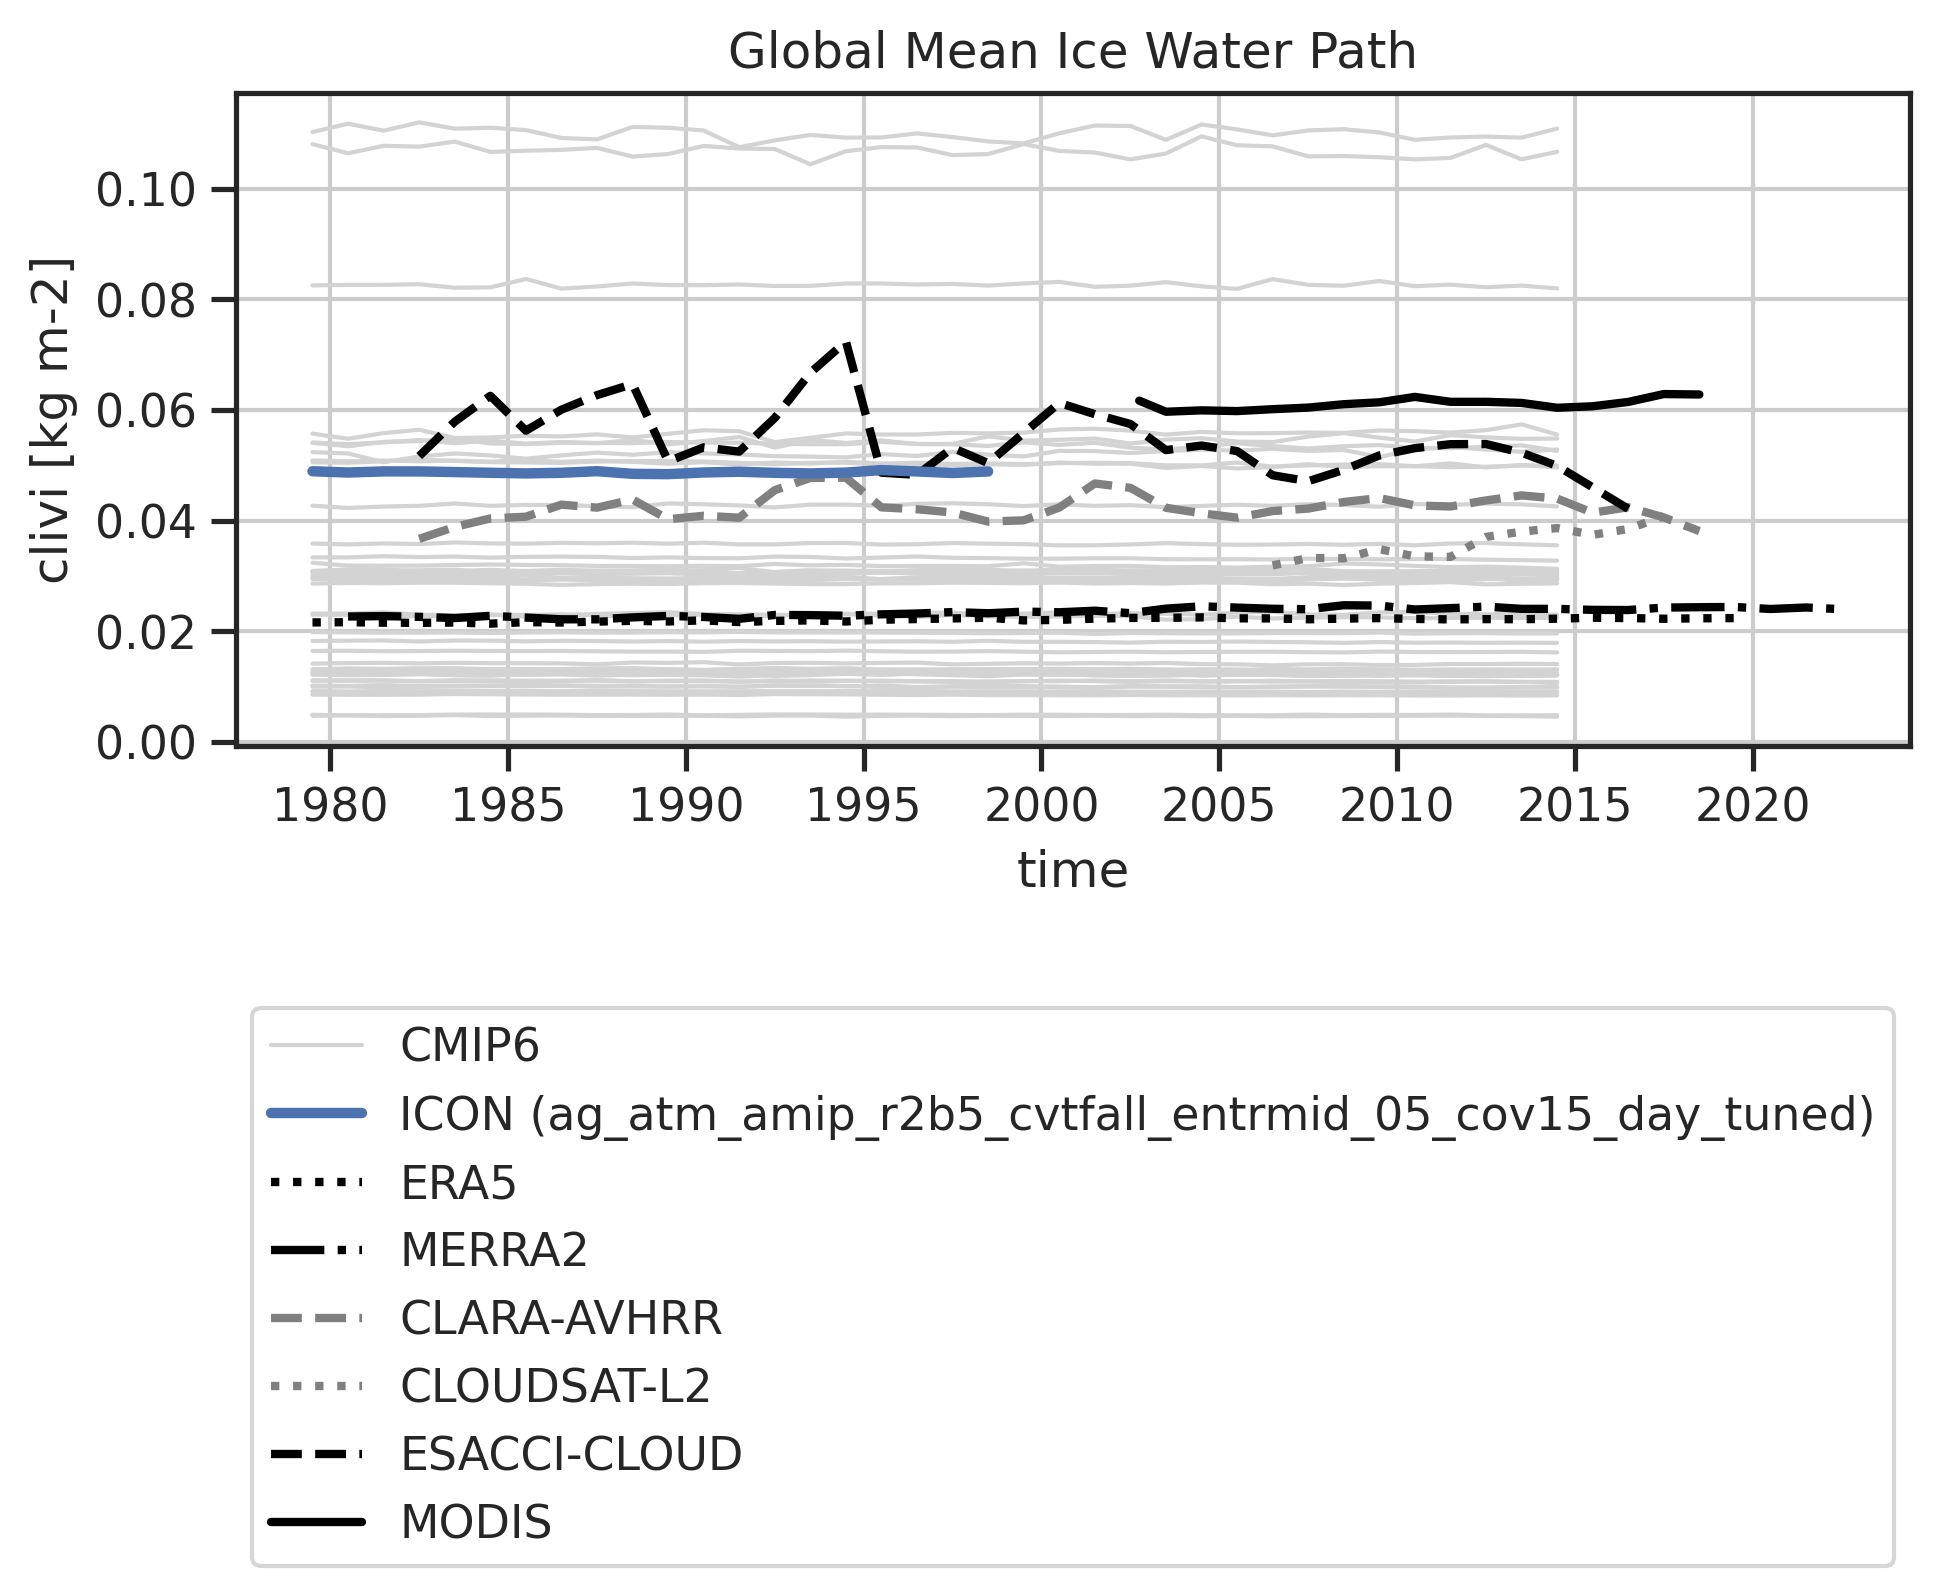 Global Mean Ice Water Path
clivi [kg m-2]
0.10
0.08
0.06
0.04
0.02
0.00
1980 1985 1990 1995 2000 2005 2010 2015 2020
time
CMIP6
ICON (ag_atm_amip_r2b5_cvtfall_entrmid_05_cov15_day_tuned)
ERA5
MERRA2
CLARA-AVHRR
CLOUDSAT-L2
ESACCI-CLOUD
MODIS